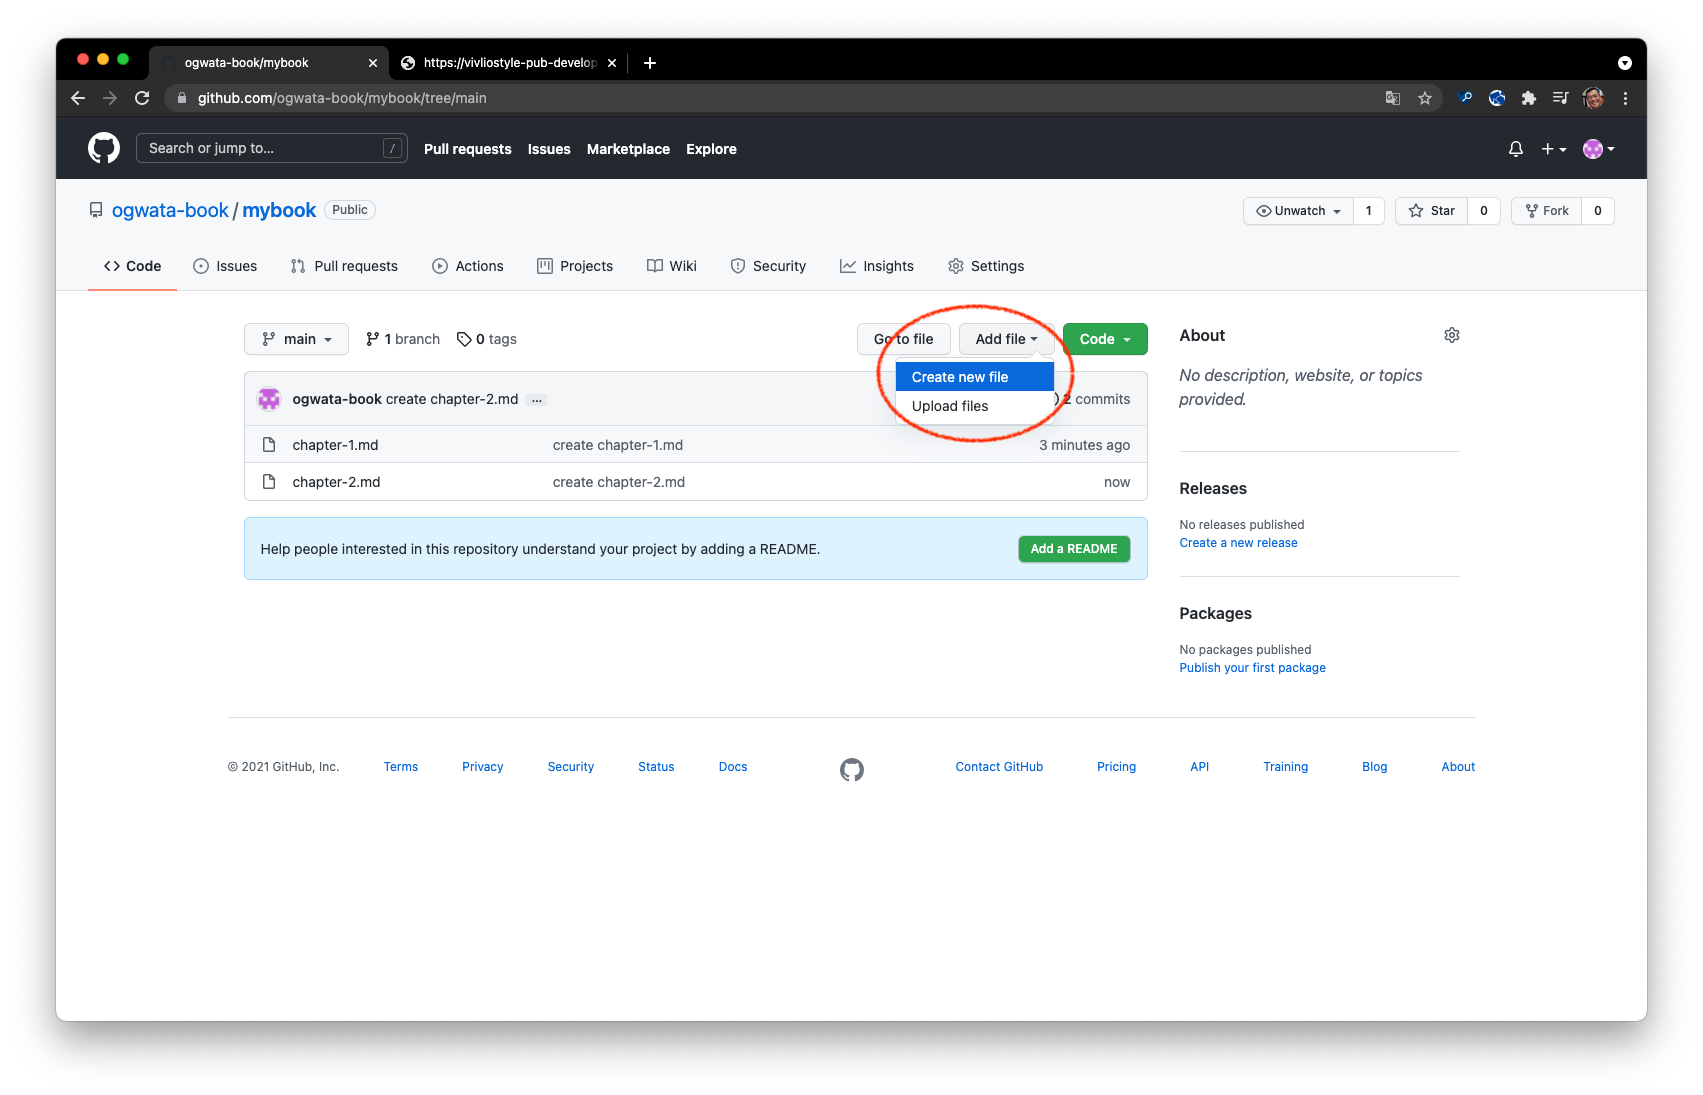 ogwata-book/mybook
https://vivliostyle-pub-develop
github.com/ogwata-book/mybook/tree/main
Search or jump to... /
Pull requests Issues Marketplace Explore
ogwata-book / mybook Public
Unwatch 1 Star 0 Fork 0
Code Issues Pull requests Actions Projects Wiki Security Insights Settings
main 1 branch 0 tags
Go to file Add file Code
Create new file
Upload files
ogwata-book create chapter-2.md ... 2 commits
chapter-1.md create chapter-1.md 3 minutes ago
chapter-2.md create chapter-2.md now
Help people interested in this repository understand your project by adding a README. Add a README
About
No description, website, or topics
provided.
Releases
No releases published
Create a new release
Packages
No packages published
Publish your first package
© 2021 GitHub, Inc. Terms Privacy Security Status Docs Contact GitHub Pricing API Training Blog About